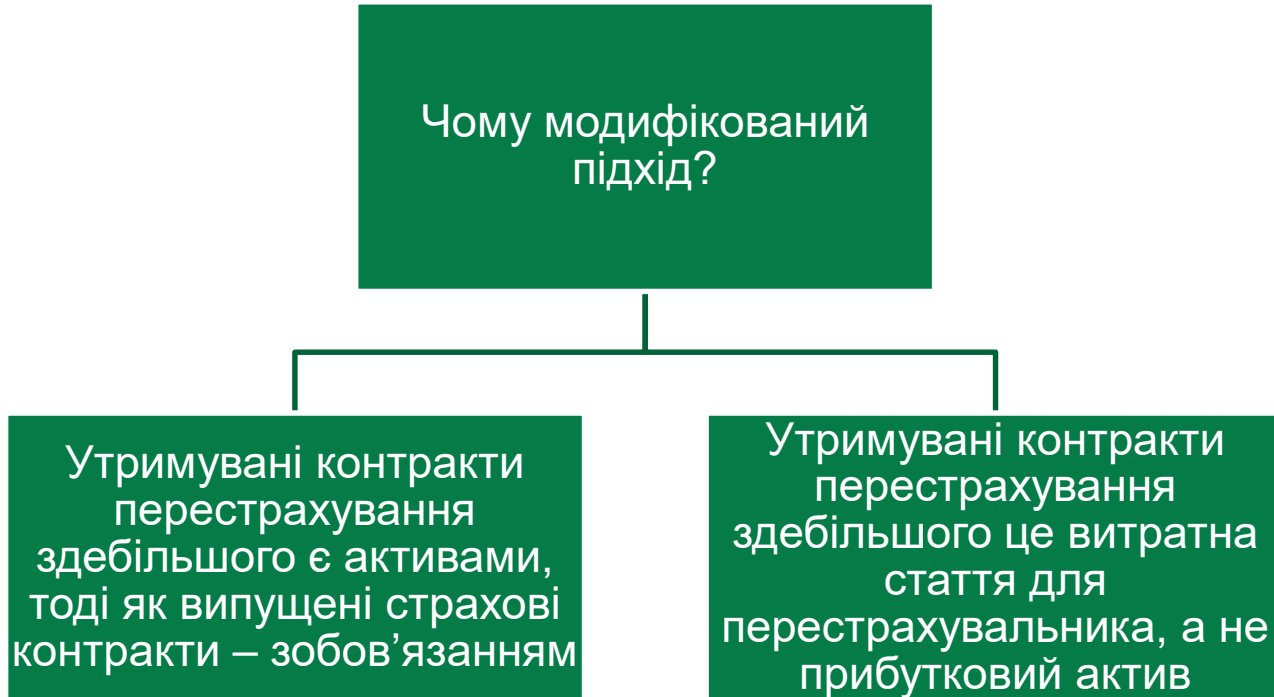 Чому модифікований
підхід?
Утримувані контракти
перестрахування
здебільшого є активами,
тоді як випущені страхові
контракти – зобов’язанням
Утримувані контракти
перестрахування
здебільшого це витратна
стаття для
перестрахувальника, а не
прибутковий актив